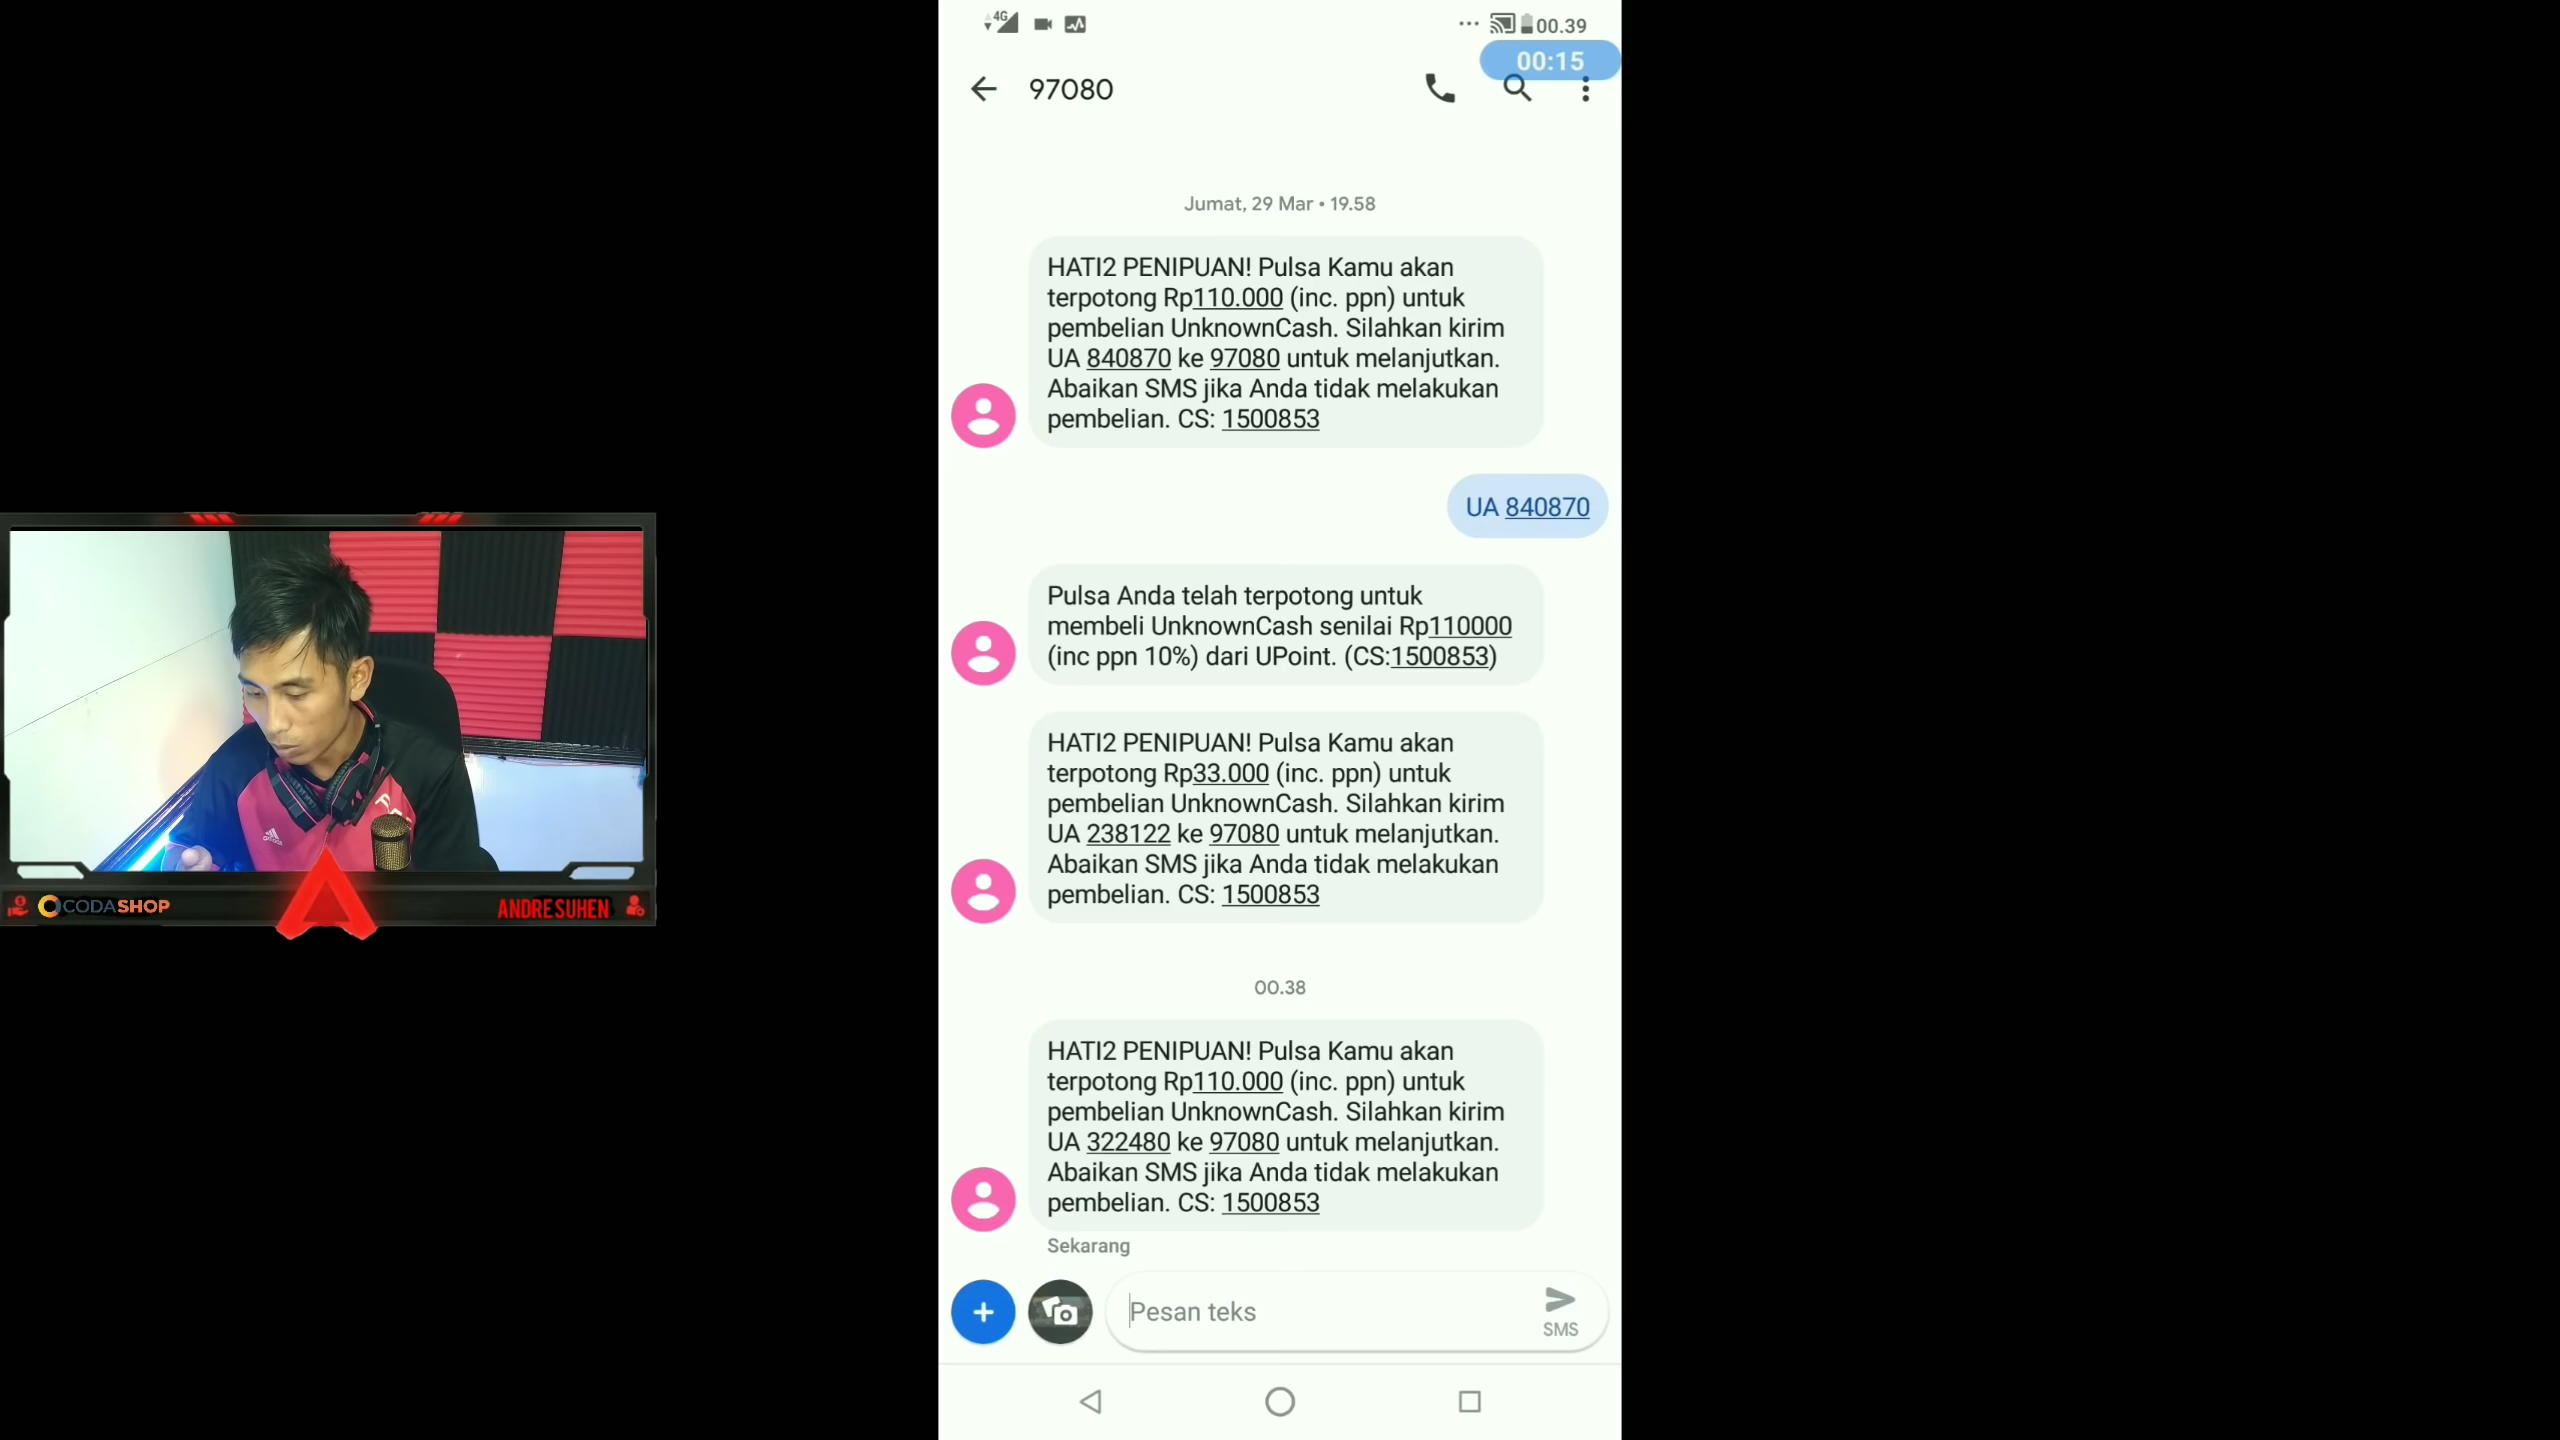 4G
00.39
00:15
97080
Jumat, 29 Mar • 19.58
HATI2 PENIPUAN! Pulsa Kamu akan
terpotong Rp110.000 (inc. ppn) untuk
pembelian UnknownCash. Silahkan kirim
UA 840870 ke 97080 untuk melanjutkan.
Abaikan SMS jika Anda tidak melakukan
pembelian. CS: 1500853
UA 840870
Pulsa Anda telah terpotong untuk
membeli UnknownCash senilai Rp110000
(inc ppn 10%) dari UPoint. (CS:1500853)
HATI2 PENIPUAN! Pulsa Kamu akan
terpotong Rp33.000 (inc. ppn) untuk
pembelian UnknownCash. Silahkan kirim
UA 238122 ke 97080 untuk melanjutkan.
Abaikan SMS jika Anda tidak melakukan
pembelian. CS: 1500853
00.38
HATI2 PENIPUAN! Pulsa Kamu akan
terpotong Rp110.000 (inc. ppn) untuk
pembelian UnknownCash. Silahkan kirim
UA 322480 ke 97080 untuk melanjutkan.
Abaikan SMS jika Anda tidak melakukan
pembelian. CS: 1500853
Sekarang
Pesan teks
SMS
adidas
CODASHOP
ANDRE SUHEN